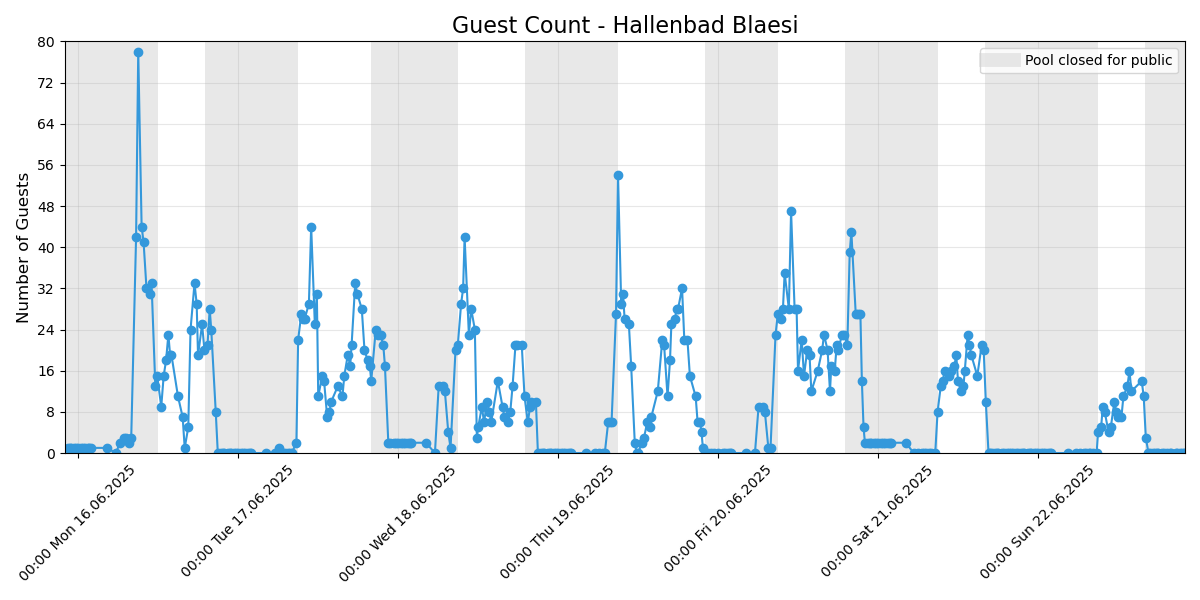 Guest Count - Hallenbad Blaesi
Pool closed for public
Number of Guests
80
72
64
56
48
40
32
24
16
8
0
00:00 Mon 16.06.2025
00:00 Tue 17.06.2025
00:00 Wed 18.06.2025
00:00 Thu 19.06.2025
00:00 Fri 20.06.2025
00:00 Sat 21.06.2025
00:00 Sun 22.06.2025